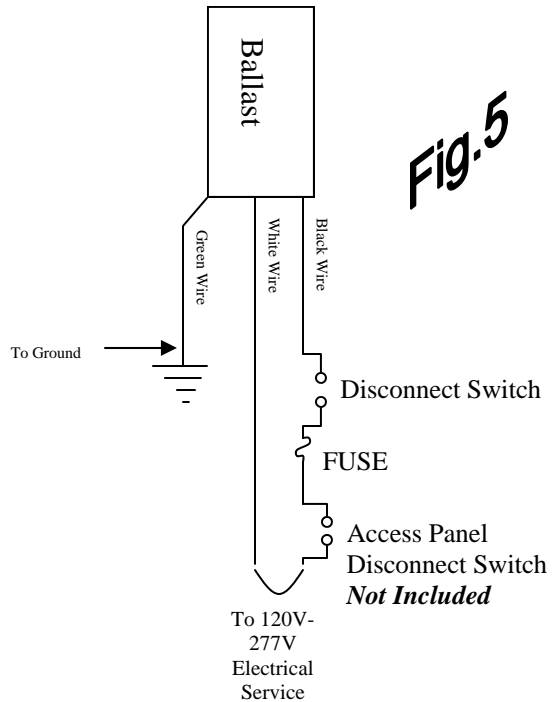 Ballast
Fig.5
Green Wire
White Wire
Black Wire
To Ground
Disconnect Switch
FUSE
Access Panel
Disconnect Switch
Not Included
To 120V-
277V
Electrical
Service